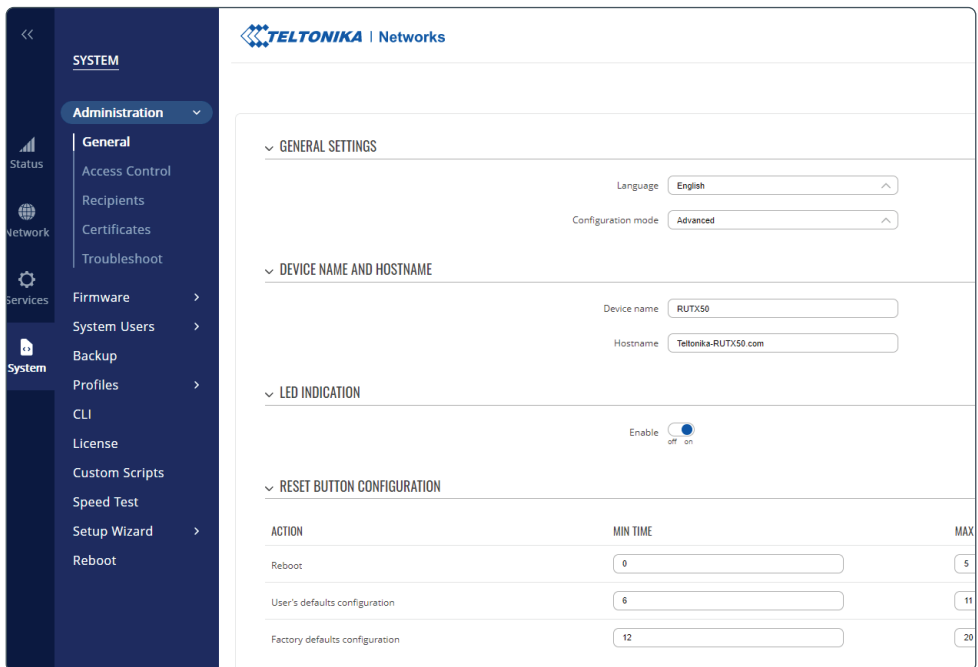 TELTONIKA | Networks
SYSTEM
Administration
General
Access Control
Recipients
Certificates
Troubleshoot
Firmware
System Users
Backup
Profiles
CLI
License
Custom Scripts
Speed Test
Setup Wizard
Reboot
Status
Network
Services
System
GENERAL SETTINGS
Language English
Configuration mode Advanced
DEVICE NAME AND HOSTNAME
Device name RUTX50
Hostname Teltonika-RUTX50.com
LED INDICATION
Enable
off on
RESET BUTTON CONFIGURATION
ACTION MIN TIME MAX
Reboot 0 5
User's defaults configuration 6 11
Factory defaults configuration 12 20